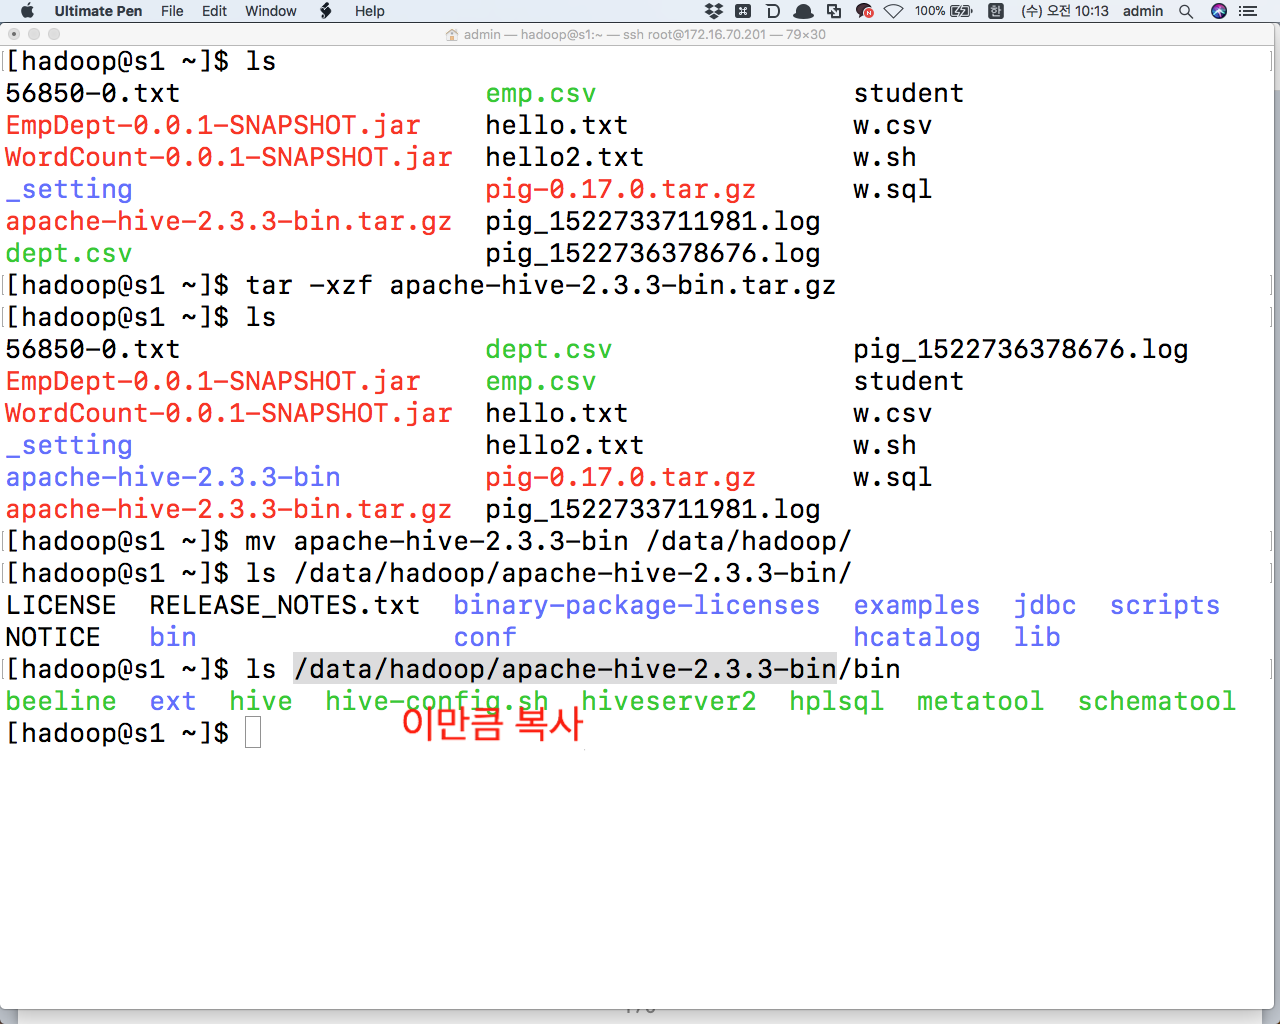 Ultimate Pen File Edit Window Help 100% 한 (수) 오전 10:13 admin
admin — hadoop@s1:~ — ssh root@172.16.70.201 — 79×30
[hadoop@s1 ~]$ ls
56850-0.txt emp.csv student
EmpDept-0.0.1-SNAPSHOT.jar hello.txt w.csv
WordCount-0.0.1-SNAPSHOT.jar hello2.txt w.sh
_setting pig-0.17.0.tar.gz w.sql
apache-hive-2.3.3-bin.tar.gz pig_1522733711981.log
dept.csv pig_1522736378676.log
[hadoop@s1 ~]$ tar -xzf apache-hive-2.3.3-bin.tar.gz
[hadoop@s1 ~]$ ls
56850-0.txt dept.csv pig_1522736378676.log
EmpDept-0.0.1-SNAPSHOT.jar emp.csv student
WordCount-0.0.1-SNAPSHOT.jar hello.txt w.csv
_setting hello2.txt w.sh
apache-hive-2.3.3-bin pig-0.17.0.tar.gz w.sql
apache-hive-2.3.3-bin.tar.gz pig_1522733711981.log
[hadoop@s1 ~]$ mv apache-hive-2.3.3-bin /data/hadoop/
[hadoop@s1 ~]$ ls /data/hadoop/apache-hive-2.3.3-bin/
LICENSE RELEASE_NOTES.txt binary-package-licenses examples jdbc scripts
NOTICE bin conf hcatalog lib
[hadoop@s1 ~]$ ls /data/hadoop/apache-hive-2.3.3-bin/bin
beeline ext hive hive-config.sh hiveserver2 hplsql metatool schematool
이만큼 복사
[hadoop@s1 ~]$